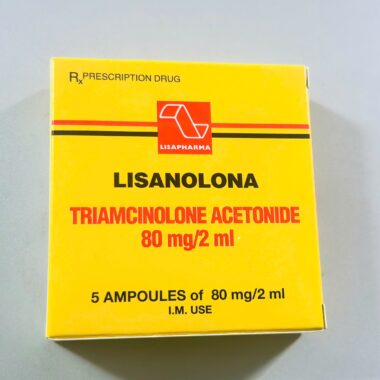 Rx PRESCRIPTION DRUG
LISAPHARMA
LISANOLONA
TRIAMCINOLONE ACETONIDE
80 mg/2 ml
5 AMPOULES of 80 mg/2 ml
I.M. USE